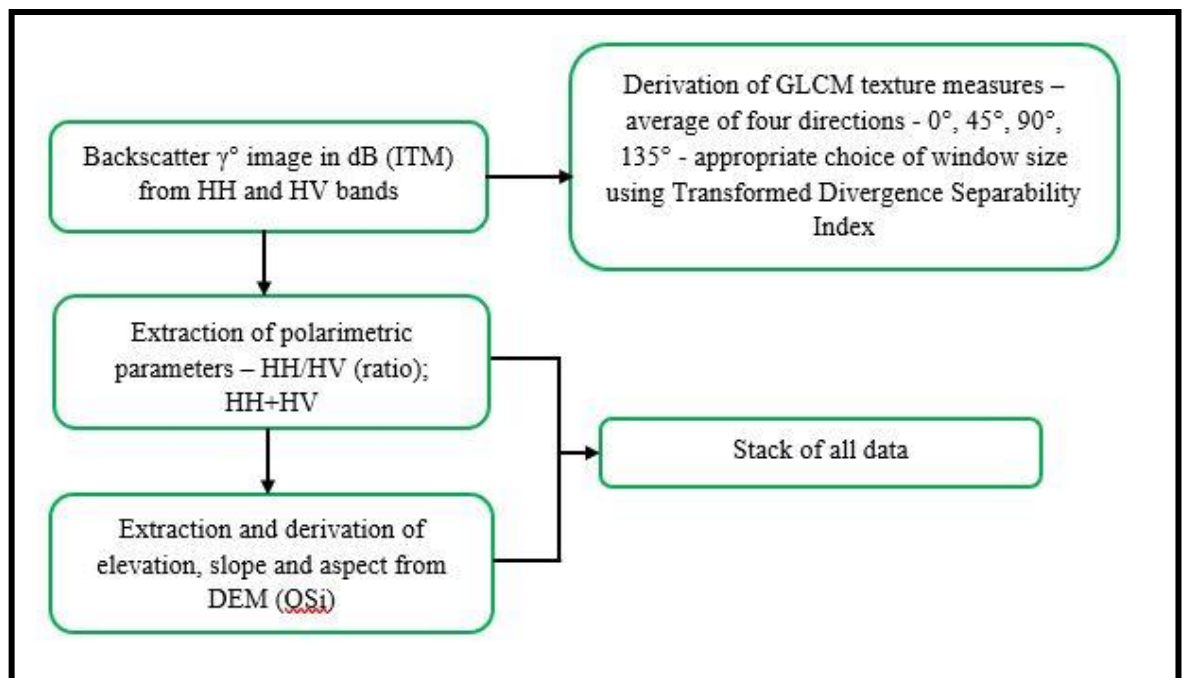 Derivation of GLCM texture measures –
average of four directions - 0°, 45°, 90°,
135° - appropriate choice of window size
using Transformed Divergence Separability
Index
Backscatter γ° image in dB (ITM)
from HH and HV bands
Extraction of polarimetric
parameters – HH/HV (ratio);
HH+HV
Stack of all data
Extraction and derivation of
elevation, slope and aspect from
DEM (OSi)